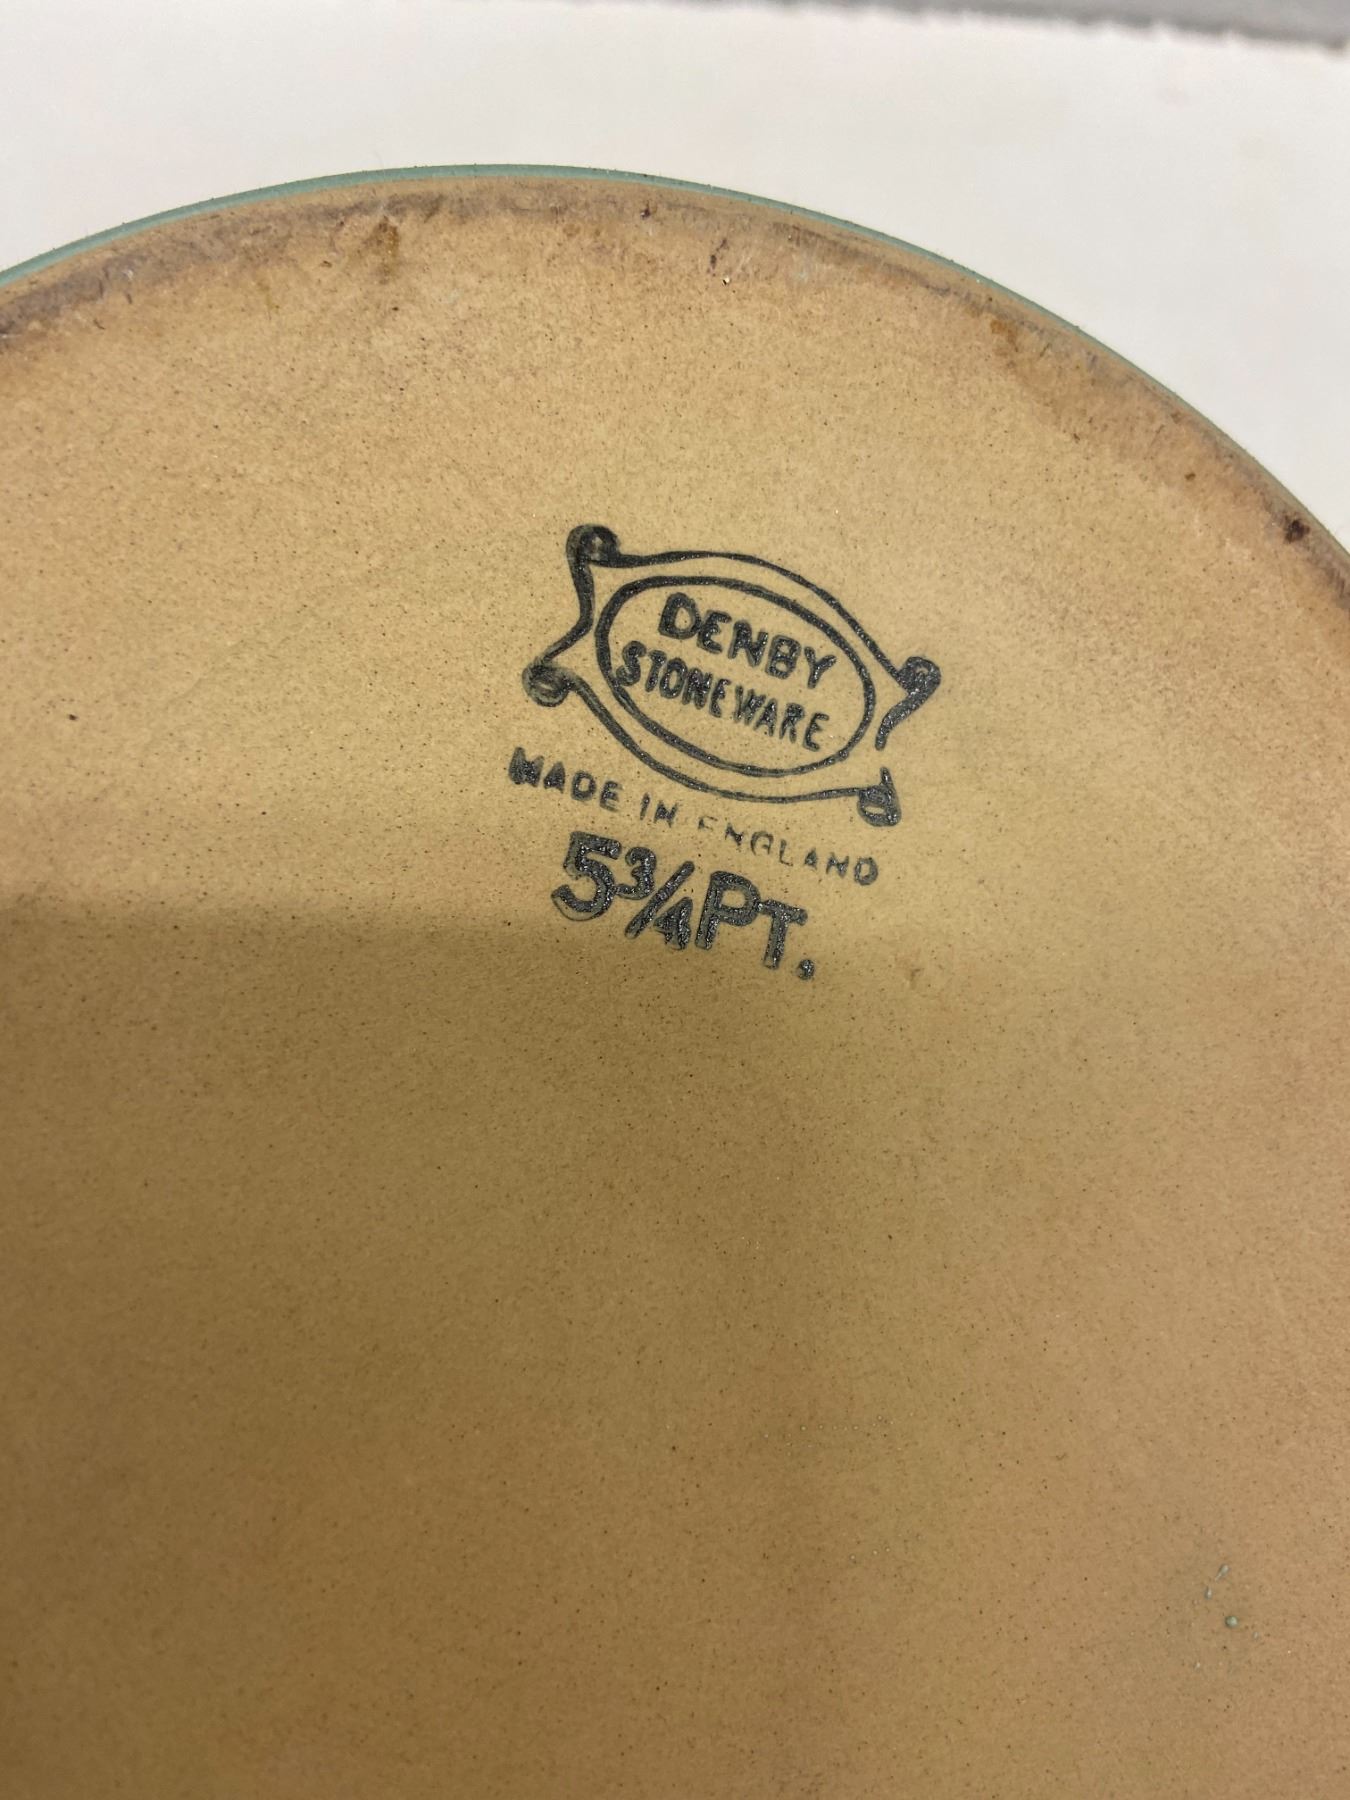 DENBY
STONEWARE
MADE IN ENGLAND
5¾PT.